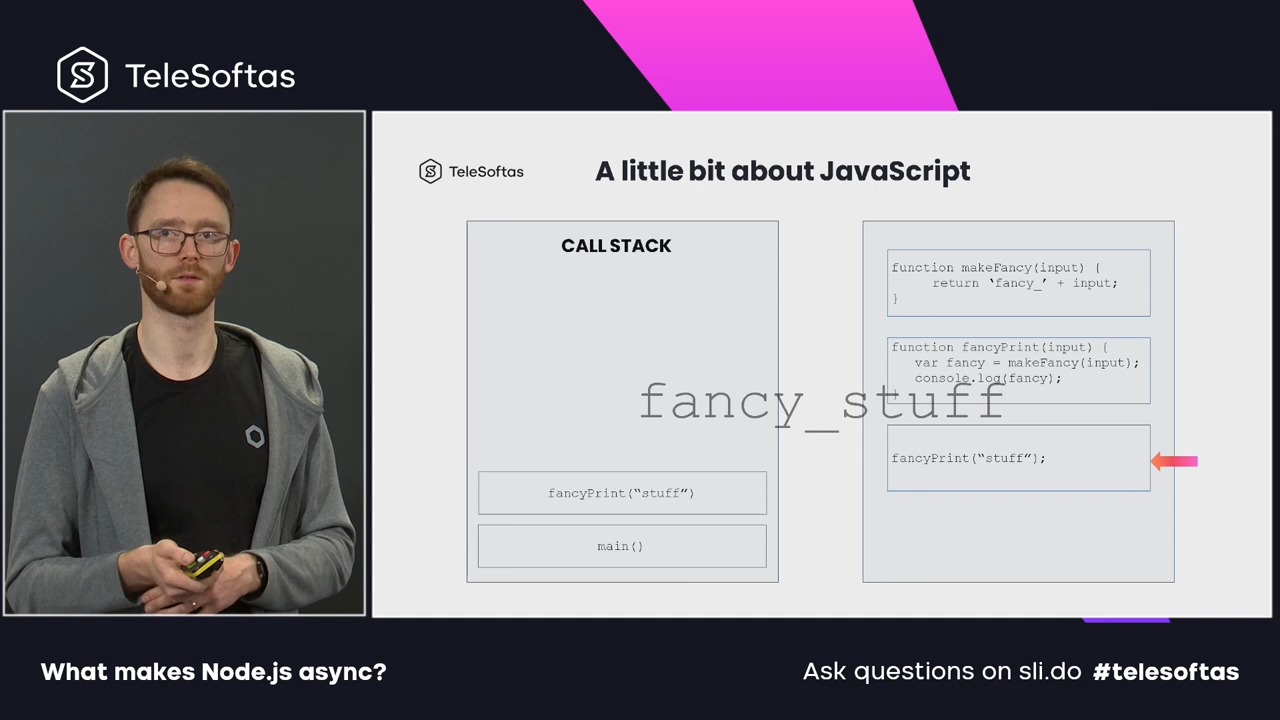 TeleSoftas
TeleSoftas
A little bit about JavaScript
CALL STACK
fancyPrint(“stuff”)
main()
function makeFancy(input) {
return ‘fancy_’ + input;
}
function fancyPrint(input) {
var fancy = makeFancy(input);
console.log(fancy);
}
fancy_stuff
fancyPrint(“stuff”);
What makes Node.js async?
Ask questions on sli.do #telesoftas